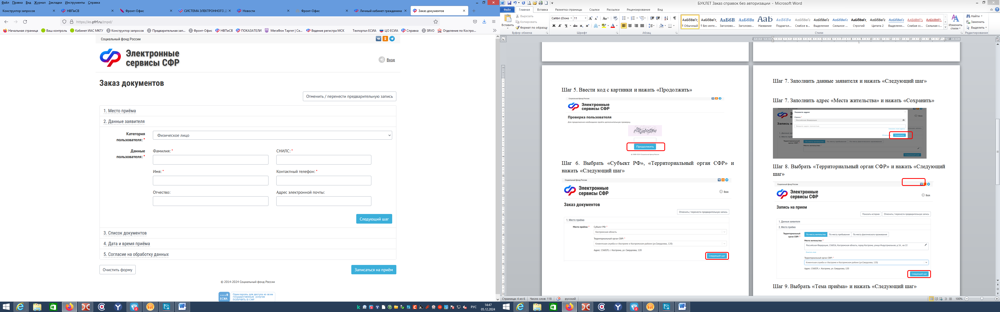 Файл Правка Вид Журнал Закладки Инструменты Справка
Конструктор запросов
НВПиСВ
Фронт-Офис
СИСТЕМА ЭЛЕКТРОННОГО Д
Новости
Фронт-Офис
Личный кабинет гражданина
Заказ документов
https://es.pfrf.ru/znpd/
Начальная страница Ваш контроль Кабинет ИАС МКГУ Конструктор запросов Предварительная зап... Фронт-Офис НВПиСВ ПОКАЗАТЕЛИ МегаФон Таргет | Се... Ведение регистра МСК Техпортал ЕСИА ЦО ЕСИА Справка SRVO Отделение по Костро...
Социальный фонд России
Электронные
сервисы СФР
Вход
Заказ документов
Отменить / перенести предварительную запись
1. Место приёма
2. Данные заявителя
Категория
пользователя: *
Физическое лицо
Данные
пользователя: *
Фамилия: *
СНИЛС: *
Имя: *
Контактный телефон: *
Отчество:
Адрес электронной почты:
Следующий шаг
3. Список документов
4. Дата и время приёма
5. Согласие на обработку данных
Очистить форму
Записаться на приём
© 2014-2024 Социальный фонд России
ЕСИА
Один пароль для доступа ко всем
государственным услугам
ПОЛУЧИТЬ В СФР
РУС
14:47
05.12.2024
БУКЛЕТ Заказ справок без авторизации - Microsoft Word
Файл Главная Вставка Разметка страницы Ссылки Рассылки Рецензирование Вид
Вставить
Вырезать
Копировать
Формат по образцу
Буфер обмена
Calibri (Осно 11
Ж К Ч
Шрифт
Абзац
АаБбВвГг, АаБбВвГг, АаБбВ АаБбВв АаБ АаБбВв. АаБбВвГг АаБбВвГг АаБбВвГг АаБбВвГг АаБбВвГг АаБбВвГг АаБбВвГг, АаБбВвГг,
¶ Обычный ¶ Без инте... Заголово... Заголово... Название Подзагол... Слабое в... Выделение Сильное ... Строгий Цитата 2 Выделенн... Слабая сс... Сильная с...
Стили
Изменить
стили
Найти
Заменить
Выделить
Редактирование
Шаг 5. Ввести код с картинки и нажать «Продолжить»
Социальный фонд России
Электронные
сервисы СФР
Проверка пользователя
Для продолжения необходимо пройти дополнительную проверку.
Продолжить
© 2008-2024 Социальный фонд России
Шаг 6. Выбрать «Субъект РФ», «Территориальный орган СФР» и
нажать «Следующий шаг»
Социальный фонд России
Электронные
сервисы СФР
Вход
Заказ документов
Отменить / перенести предварительную запись
1. Место приёма
Место приёма: *
Субъект РФ: *
Костромская область
Территориальный орган СФР: *
Клиентская служба в г.Костроме и Костромском районе (ул.Свердлова, 120)
Адрес: 156029, г. Кострома, ул. Свердлова, 120
Следующий шаг
Шаг 7. Заполнить данные заявителя и нажать «Следующий шаг»
Шаг 7. Заполнить адрес «Места жительства» и нажать «Сохранить»
Укажите адрес
Страна *
Российская Федерация
Введите адрес полностью
Сохранить
Шаг 8. Выбрать «Территориальный орган СФР» и нажать «Следующий
шаг»
Социальный фонд России
Электронные
сервисы СФР
Вход
Запись на прием
Показать историю
Отменить / перенести предварительную запись
1. Данные заявителя
2. Место приёма
Территориальный
орган СФР: *
По месту жительства
По месту пребывания
По месту фактического проживания
Место жительства: *
Российская Федерация, 156016, Костромская область, город Кострома, улица Индустриальная, д 16 , кв 22
Территориальный орган СФР: *
Клиентская служба в г.Костроме и Костромском районе (ул.Свердлова, 120)
Адрес: 156029, г. Кострома, ул. Свердлова, 120
Следующий шаг
Шаг 9. Выбрать «Тема приёма» и нажать «Следующий шаг»
Страница: 4 из 6 Число слов: 118 русский
100%